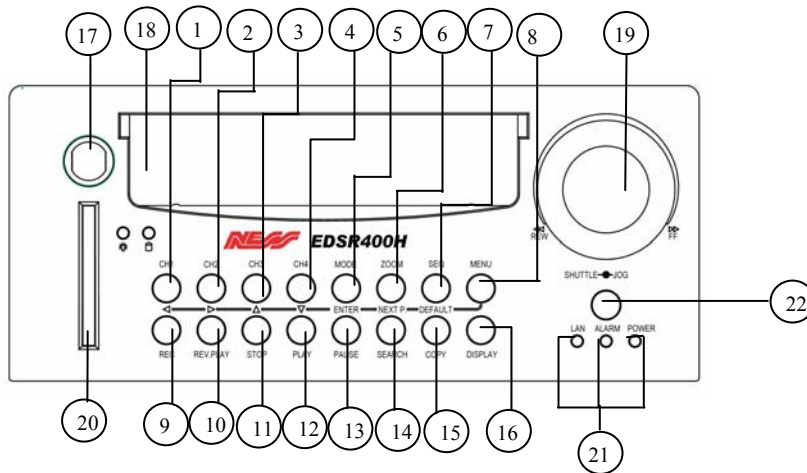 1 2 3 4 5 6 7 8
17 18 19
NESS EDSR400H
REW FF
CH1 CH2 CH3 CH4 MODE ZOOM SEQ MENU
SHUTTLE JOG
ENTER NEXT P. DEFAULT
22
LAN ALARM POWER
REC REV.PLAY STOP PLAY PAUSE SEARCH COPY DISPLAY
20 9 10 11 12 13 14 15 16 21